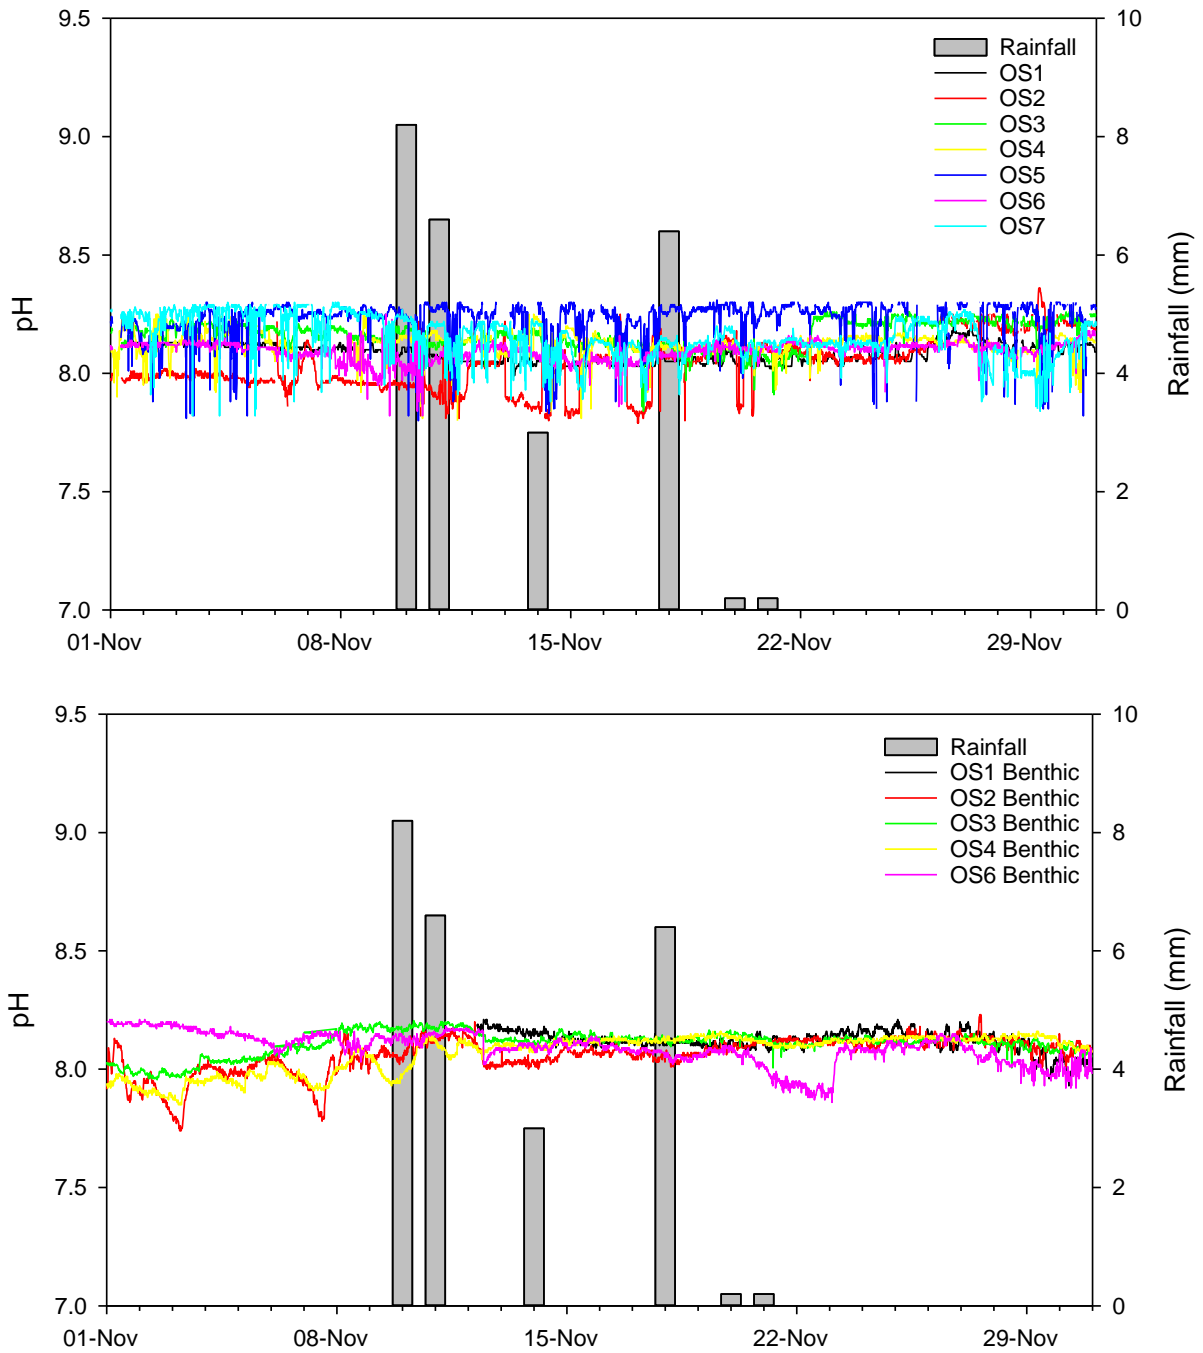 9.5
9.0
8.5
8.0
7.5
7.0
pH
10
8
6
4
2
0
Rainfall (mm)
Rainfall
OS1
OS2
OS3
OS4
OS5
OS6
OS7
01-Nov
08-Nov
15-Nov
22-Nov
29-Nov
9.5
9.0
8.5
8.0
7.5
7.0
pH
10
8
6
4
2
0
Rainfall (mm)
Rainfall
OS1 Benthic
OS2 Benthic
OS3 Benthic
OS4 Benthic
OS6 Benthic
01-Nov
08-Nov
15-Nov
22-Nov
29-Nov